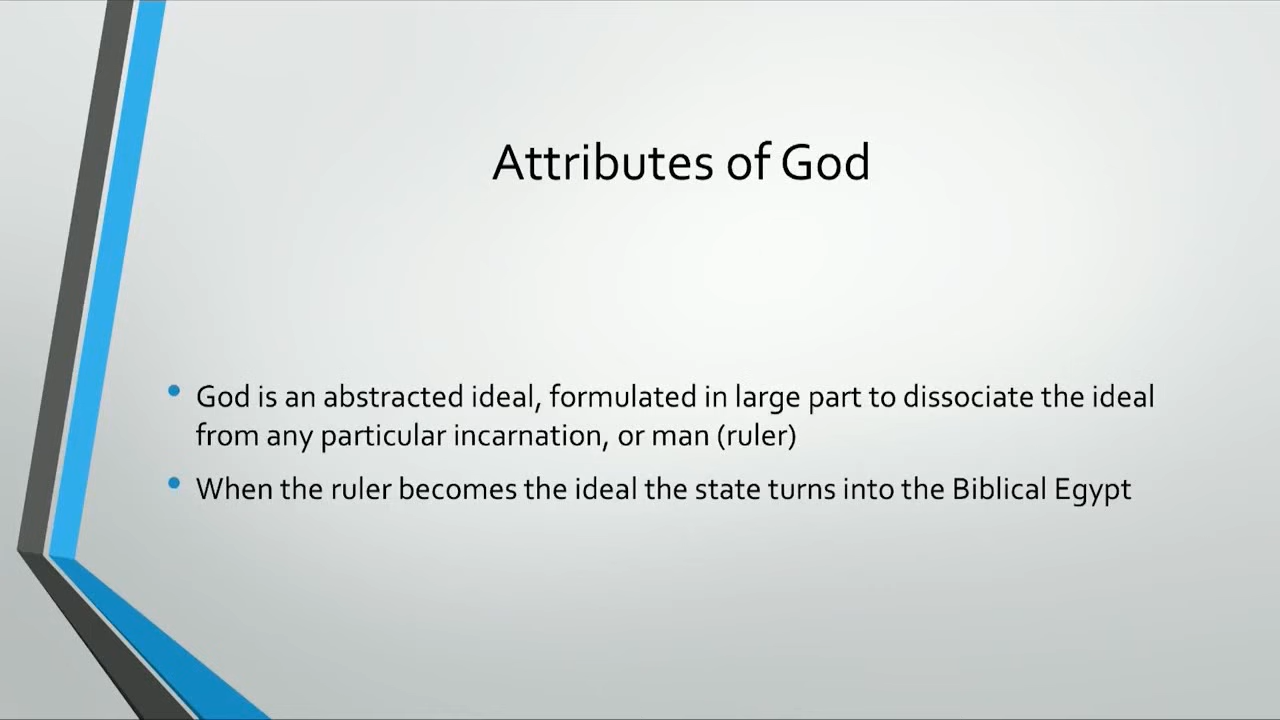 Attributes of God
• God is an abstracted ideal, formulated in large part to dissociate the ideal
from any particular incarnation, or man (ruler)
• When the ruler becomes the ideal the state turns into the Biblical Egypt